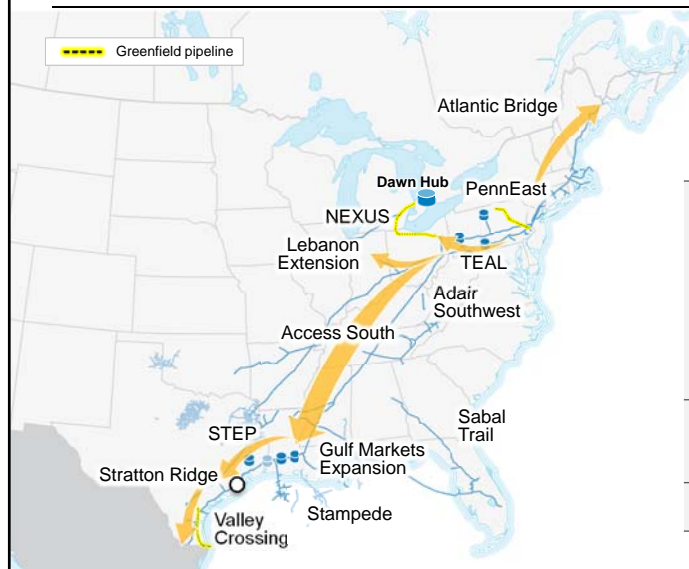 Greenfield pipeline
Atlantic Bridge
Dawn Hub
PennEast
NEXUS
Lebanon
Extension
TEAL
Adair
Southwest
Access South
Sabal
Trail
STEP
Gulf Markets
Expansion
Stratton Ridge
Stampede
Valley
Crossing